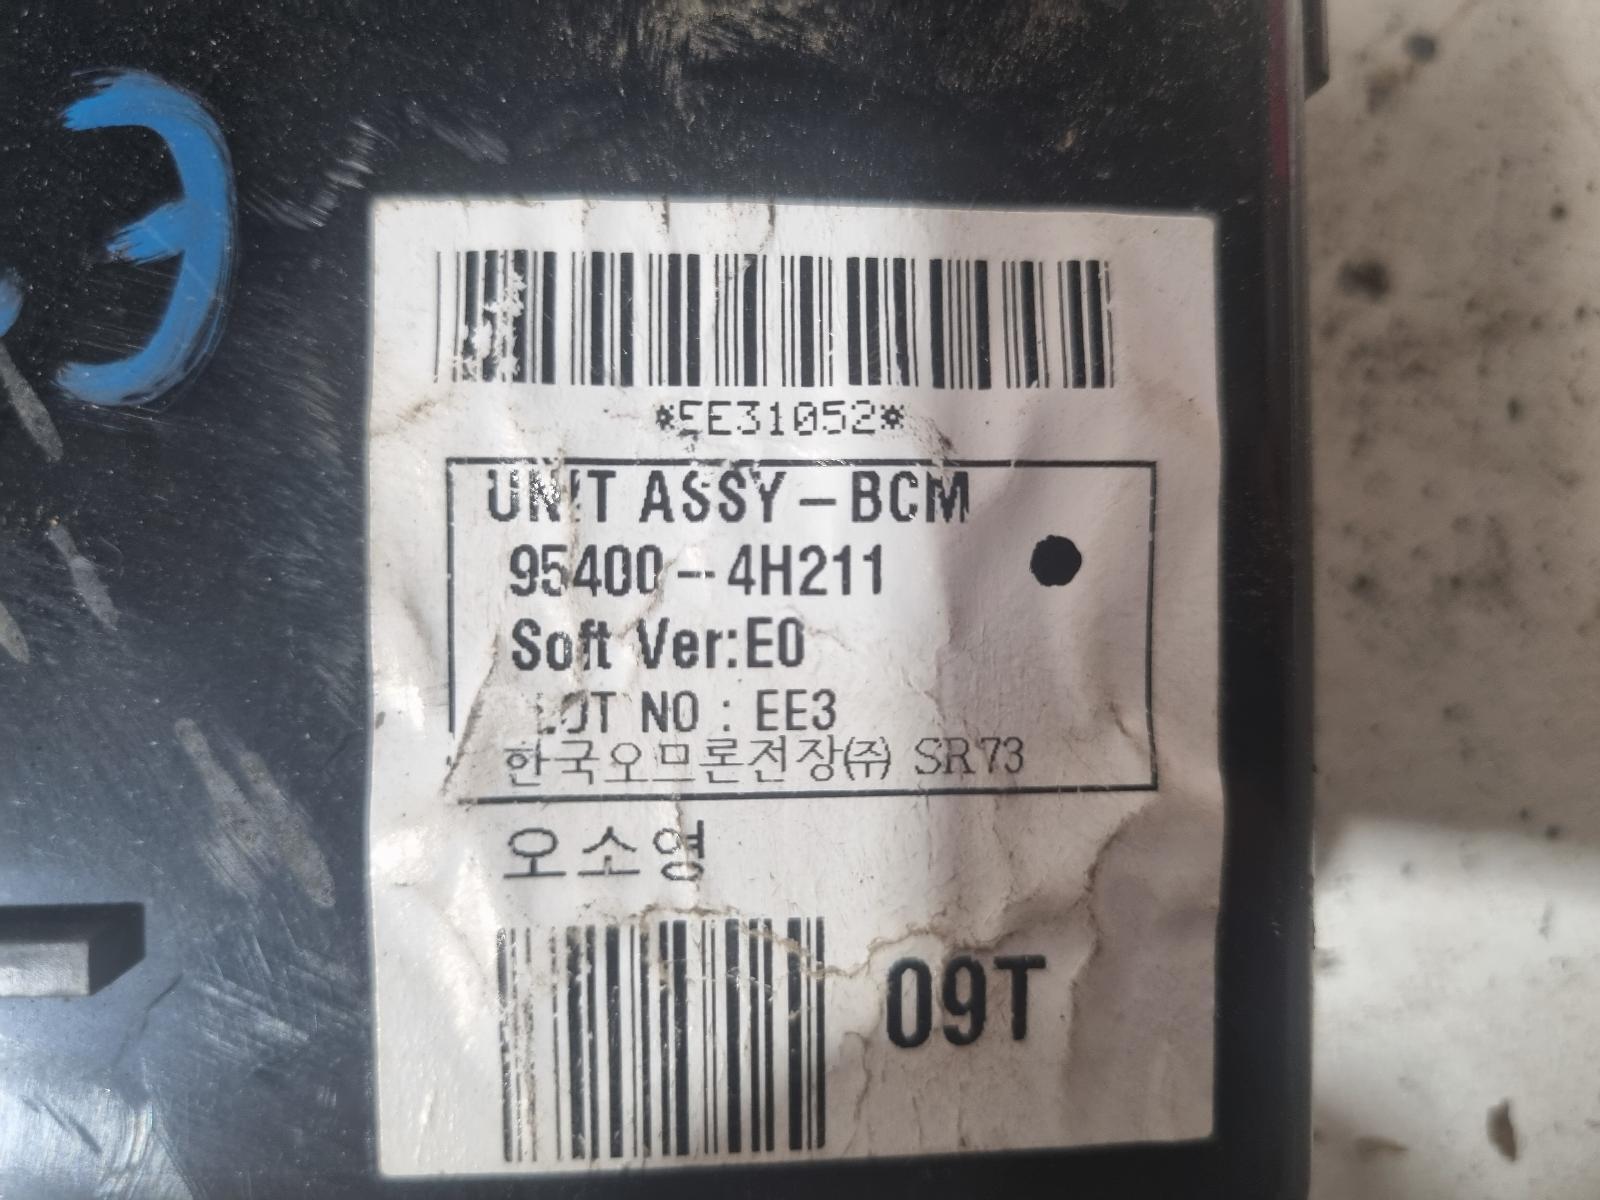 *EE31052*
UNIT ASSY-BCM
95400-4H211
Soft Ver:E0
LOT NO : EE3
한국오므론전장㈜ SR73
오소영
09T